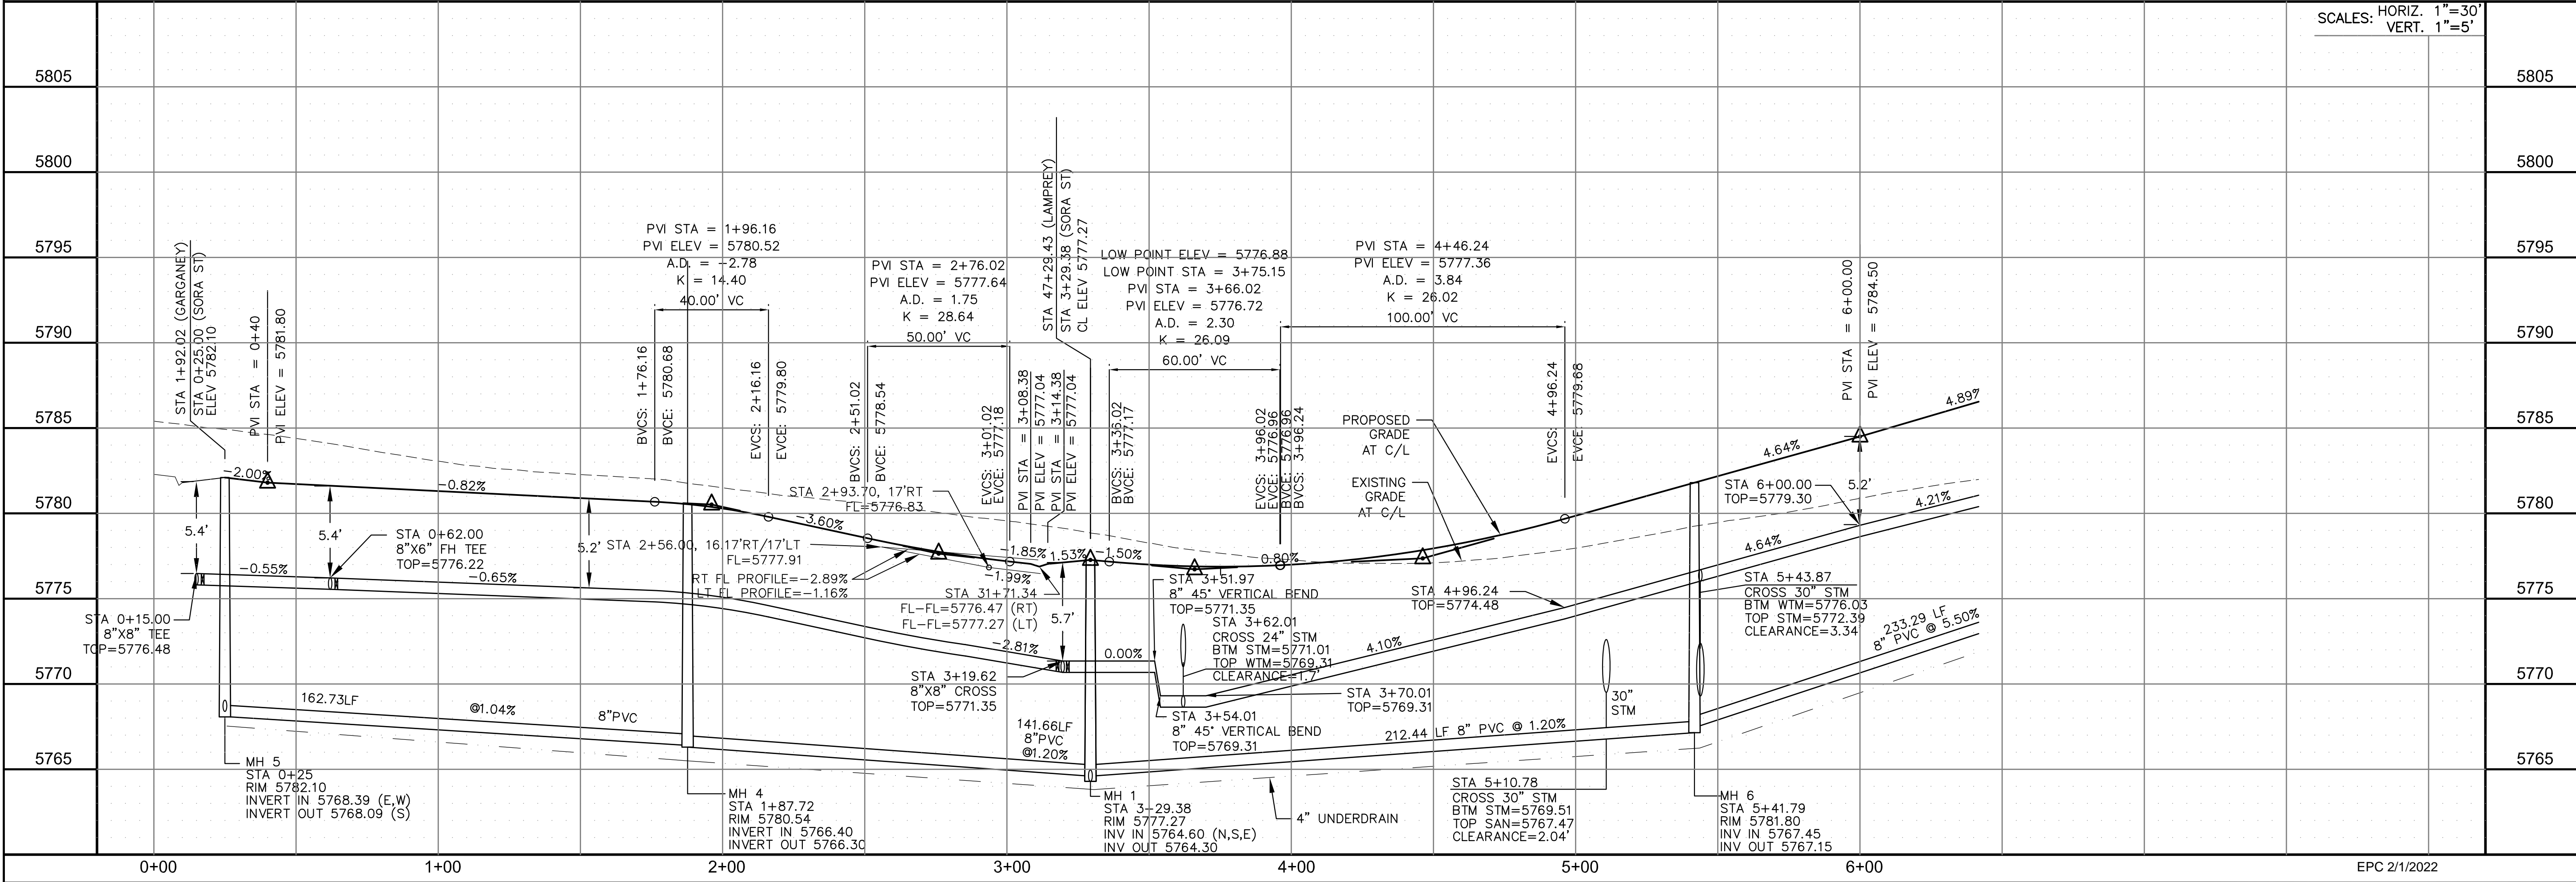 SCALES: HORIZ. 1"=30'
VERT. 1"=5'
5805
5800
5795
5790
5785
5780
5775
5770
5765
5805
5800
5795
5790
5785
5780
5775
5770
5765
STA 1+92.02 (GARGANEY)
STA 0+25.00 (SORA ST)
ELEV 5782.10
PVI STA = 0+40
PVI ELEV = 5781.80
PVI STA = 1+96.16
PVI ELEV = 5780.52
A.D. = -2.78
K = 14.40
40.00' VC
BVCS: 1+76.16
BVCE: 5780.68
EVCS: 2+16.16
EVCE: 5779.80
PVI STA = 2+76.02
PVI ELEV = 5777.64
A.D. = 1.75
K = 28.64
50.00' VC
BVCS: 2+51.02
BVCE: 5778.54
EVCS: 3+01.02
EVCE: 5777.18
PVI STA = 3+08.38
PVI ELEV = 5777.04
PVI STA = 3+14.38
PVI ELEV = 5777.04
STA 47+29.43 (LAMPREY)
STA 3+29.38 (SORA ST)
CL ELEV 5777.27
LOW POINT ELEV = 5776.88
LOW POINT STA = 3+75.15
PVI STA = 3+66.02
PVI ELEV = 5776.72
A.D. = 2.30
K = 26.09
60.00' VC
BVCS: 3+36.02
BVCE: 5777.17
EVCS: 3+96.02
EVCE: 5776.96
BVCE: 5776.96
BVCS: 3+96.24
PVI STA = 4+46.24
PVI ELEV = 5777.36
A.D. = 3.84
K = 26.02
100.00' VC
EVCS: 4+96.24
EVCE: 5779.68
PVI STA = 6+00.00
PVI ELEV = 5784.50
PROPOSED
GRADE
AT C/L
EXISTING
GRADE
AT C/L
-2.00%
-0.82%
-3.60%
-1.85%
1.53%
-1.50%
-1.99%
0.80%
4.64%
4.89%
5.4'
5.4'
5.2'
5.7'
5.2'
STA 0+15.00
8"X8" TEE
TOP=5776.48
-0.55%
STA 0+62.00
8"X6" FH TEE
TOP=5776.22
-0.65%
STA 2+93.70, 17'RT
FL=5776.83
STA 2+56.00, 16.17'RT/17'LT
FL=5777.91
RT FL PROFILE=-2.89%
LT FL PROFILE=-1.16%
STA 31+71.34
FL-FL=5776.47 (RT)
FL-FL=5777.27 (LT)
-2.81%
STA 3+19.62
8"X8" CROSS
TOP=5771.35
0.00%
STA 3+51.97
8" 45° VERTICAL BEND
TOP=5771.35
STA 3+62.01
CROSS 24" STM
BTM STM=5771.01
TOP WTM=5769.31
CLEARANCE=1.7'
STA 3+54.01
8" 45° VERTICAL BEND
TOP=5769.31
STA 3+70.01
TOP=5769.31
4.10%
STA 4+96.24
TOP=5774.48
4.64%
STA 6+00.00
TOP=5779.30
4.21%
STA 5+43.87
CROSS 30" STM
BTM WTM=5776.03
TOP STM=5772.39
CLEARANCE=3.34'
233.29 LF
8" PVC @ 5.50%
162.73LF
@1.04%
8"PVC
141.66LF
8"PVC
@1.20%
212.44 LF 8" PVC @ 1.20%
30"
STM
MH 5
STA 0+25
RIM 5782.10
INVERT IN 5768.39 (E,W)
INVERT OUT 5768.09 (S)
MH 4
STA 1+87.72
RIM 5780.54
INVERT IN 5766.40
INVERT OUT 5766.30
MH 1
STA 3-29.38
RIM 5777.27
INV IN 5764.60 (N,S,E)
INV OUT 5764.30
4" UNDERDRAIN
STA 5+10.78
CROSS 30" STM
BTM STM=5769.51
TOP SAN=5767.47
CLEARANCE=2.04'
MH 6
STA 5+41.79
RIM 5781.80
INV IN 5767.45
INV OUT 5767.15
0+00
1+00
2+00
3+00
4+00
5+00
6+00
EPC 2/1/2022